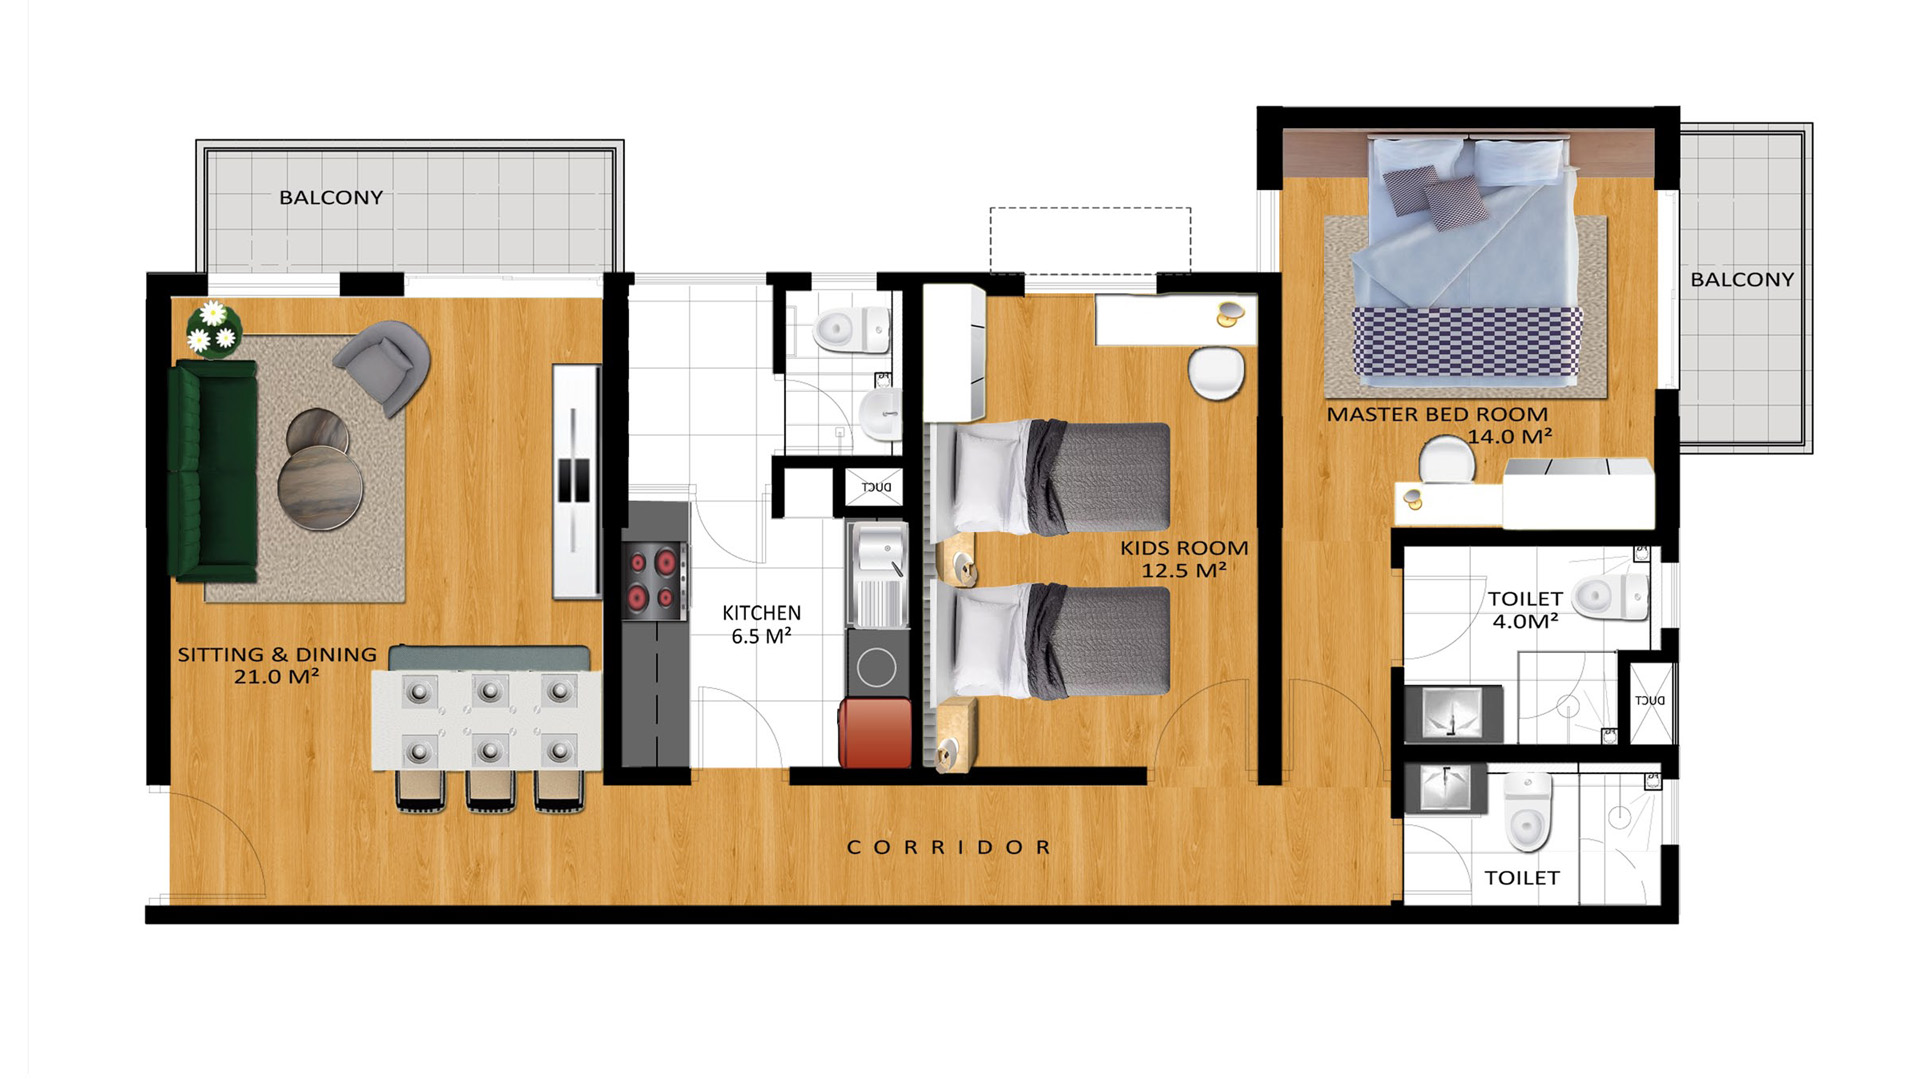 BALCONY
BALCONY
MASTER BED ROOM
14.0 M²
DUCT
KIDS ROOM
12.5 M²
KITCHEN
6.5 M²
TOILET
4.0M²
SITTING & DINING
21.0 M²
DUCT
CORRIDOR
TOILET